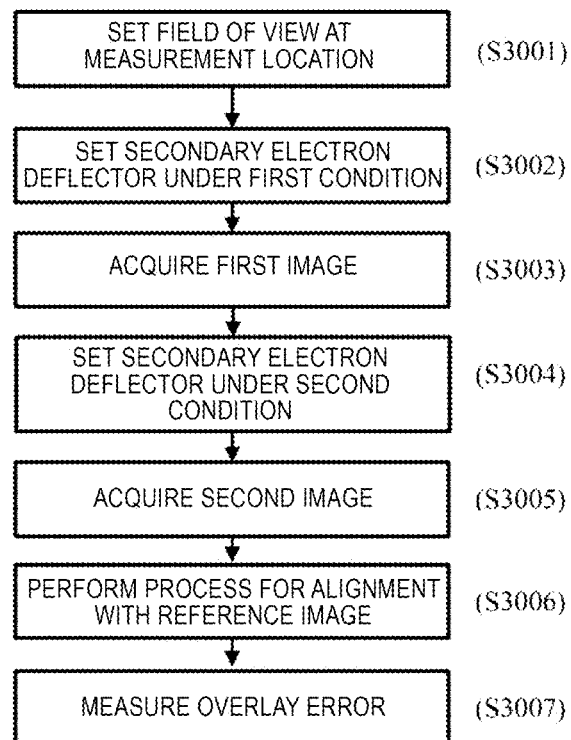 SET FIELD OF VIEW AT
MEASUREMENT LOCATION
(S3001)
SET SECONDARY ELECTRON
DEFLECTOR UNDER FIRST CONDITION
(S3002)
ACQUIRE FIRST IMAGE
(S3003)
SET SECONDARY ELECTRON
DEFLECTOR UNDER SECOND
CONDITION
(S3004)
ACQUIRE SECOND IMAGE
(S3005)
PERFORM PROCESS FOR ALIGNMENT
WITH REFERENCE IMAGE
(S3006)
MEASURE OVERLAY ERROR
(S3007)